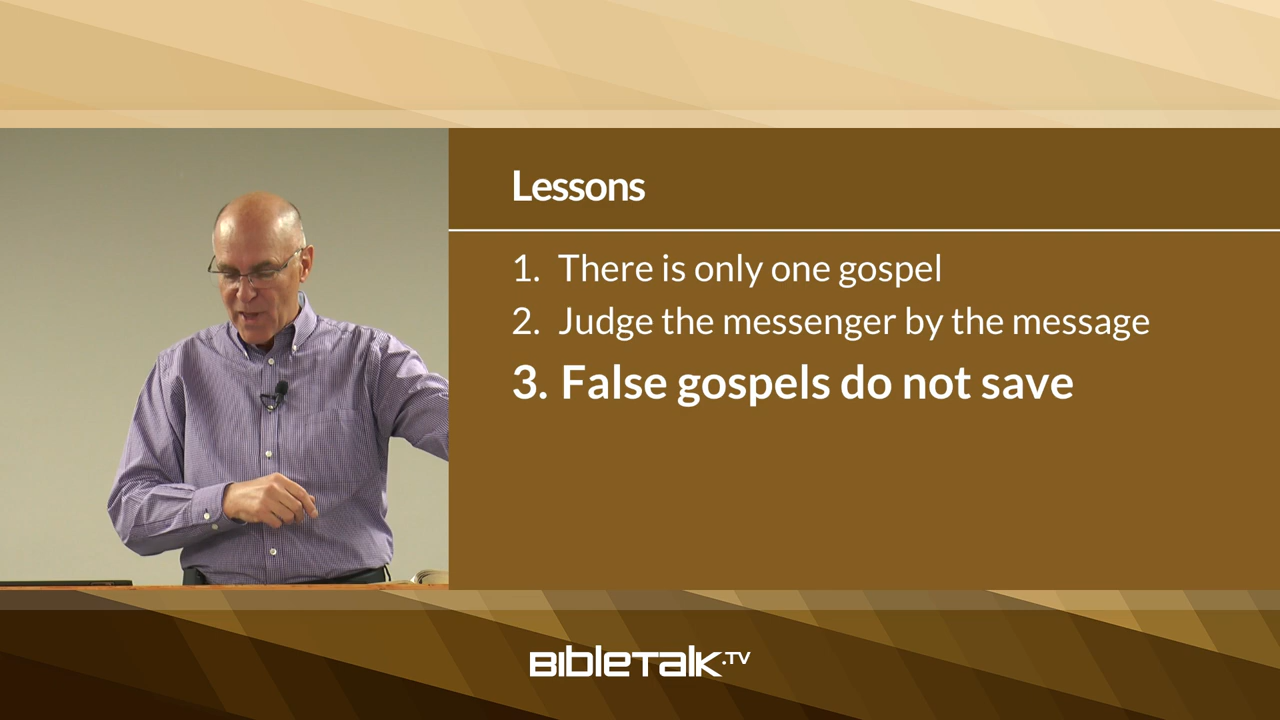 Lessons
1. There is only one gospel
2. Judge the messenger by the message
3. False gospels do not save
BIBLETALK.TV